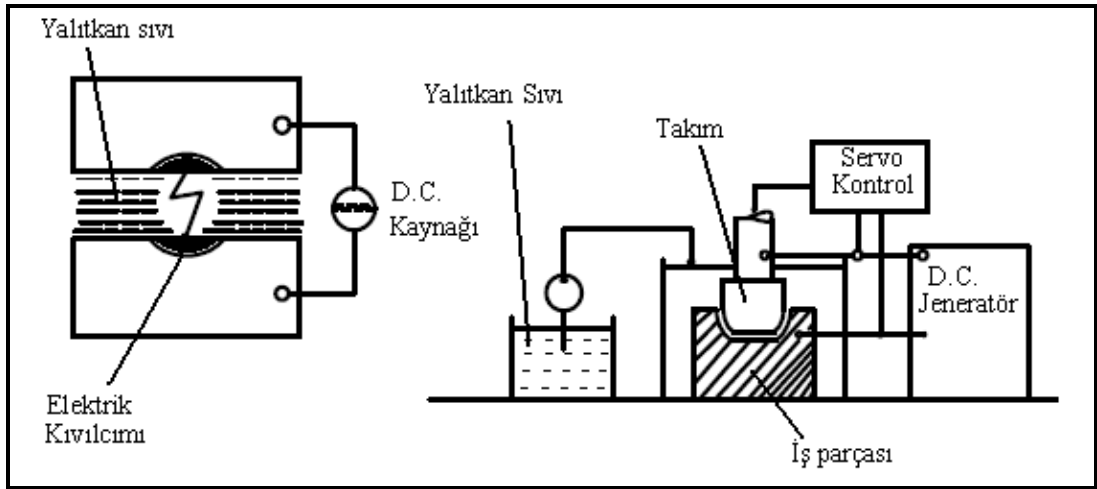 Yalıtkan sıvı
D.C.
Kaynağı
Elektrik
Kıvılcımı
Yalıtkan Sıvı
Takım
Servo
Kontrol
D.C.
Jeneratör
İş parçası